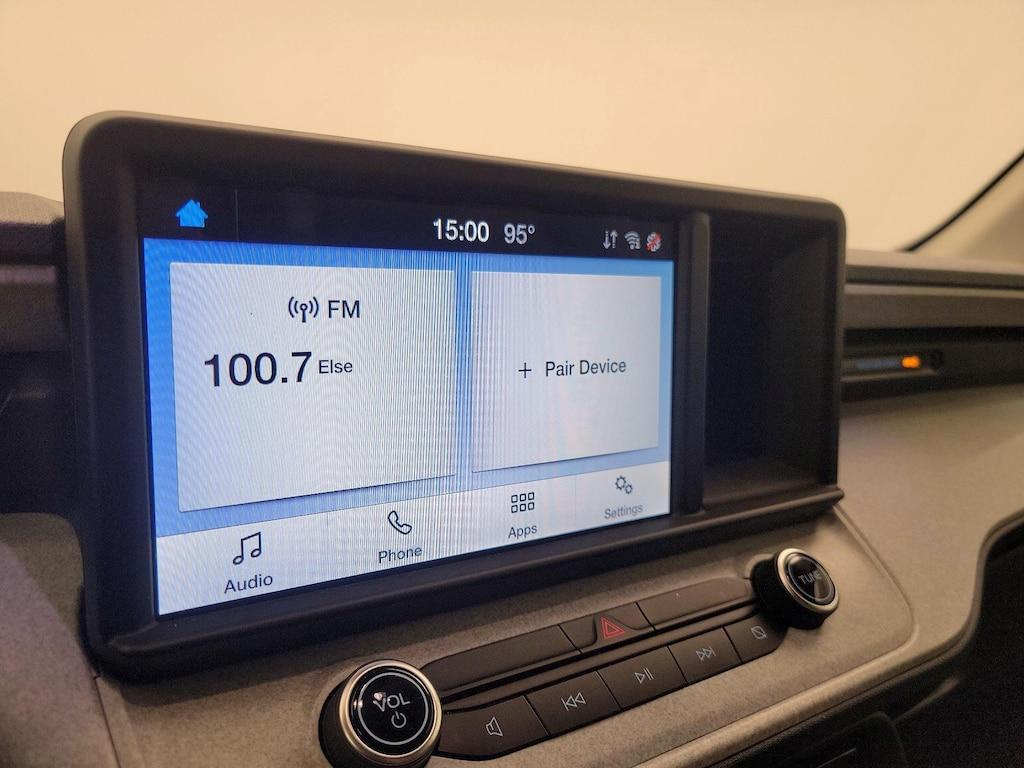 15:00 95°
FM
100.7 Else
+ Pair Device
Audio
Phone
Apps
Settings
TUNE
VOL